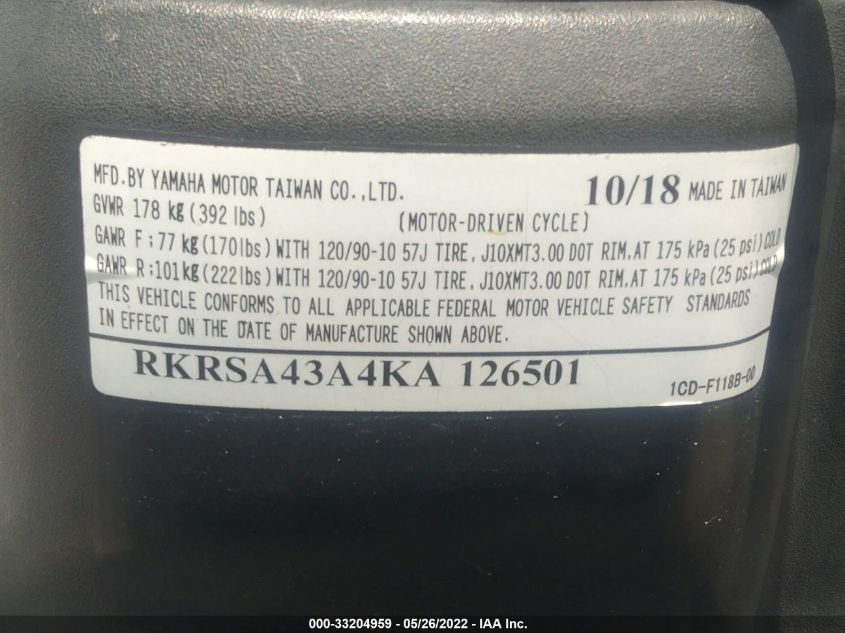 MFD.BY YAMAHA MOTOR TAIWAN CO.,LTD. 10/18 MADE IN TAIWAN
GVWR 178 kg (392 lbs) (MOTOR-DRIVEN CYCLE)
GAWR F;77 kg (170lbs) WITH 120/90-10 57J TIRE, J10XMT3.00 DOT RIM,AT 175 kPa (25 psi) COLD
GAWR R;101kg (222lbs) WITH 120/90-10 57J TIRE, J10XMT3.00 DOT RIM,AT 175 kPa (25 psi) COLD
THIS VEHICLE CONFORMS TO ALL APPLICABLE FEDERAL MOTOR VEHICLE SAFETY STANDARDS
IN EFFECT ON THE DATE OF MANUFACTURE SHOWN ABOVE.
RKRSA43A4KA 126501 1CD-F118B-00
000-33204959 - 05/26/2022 - IAA Inc.